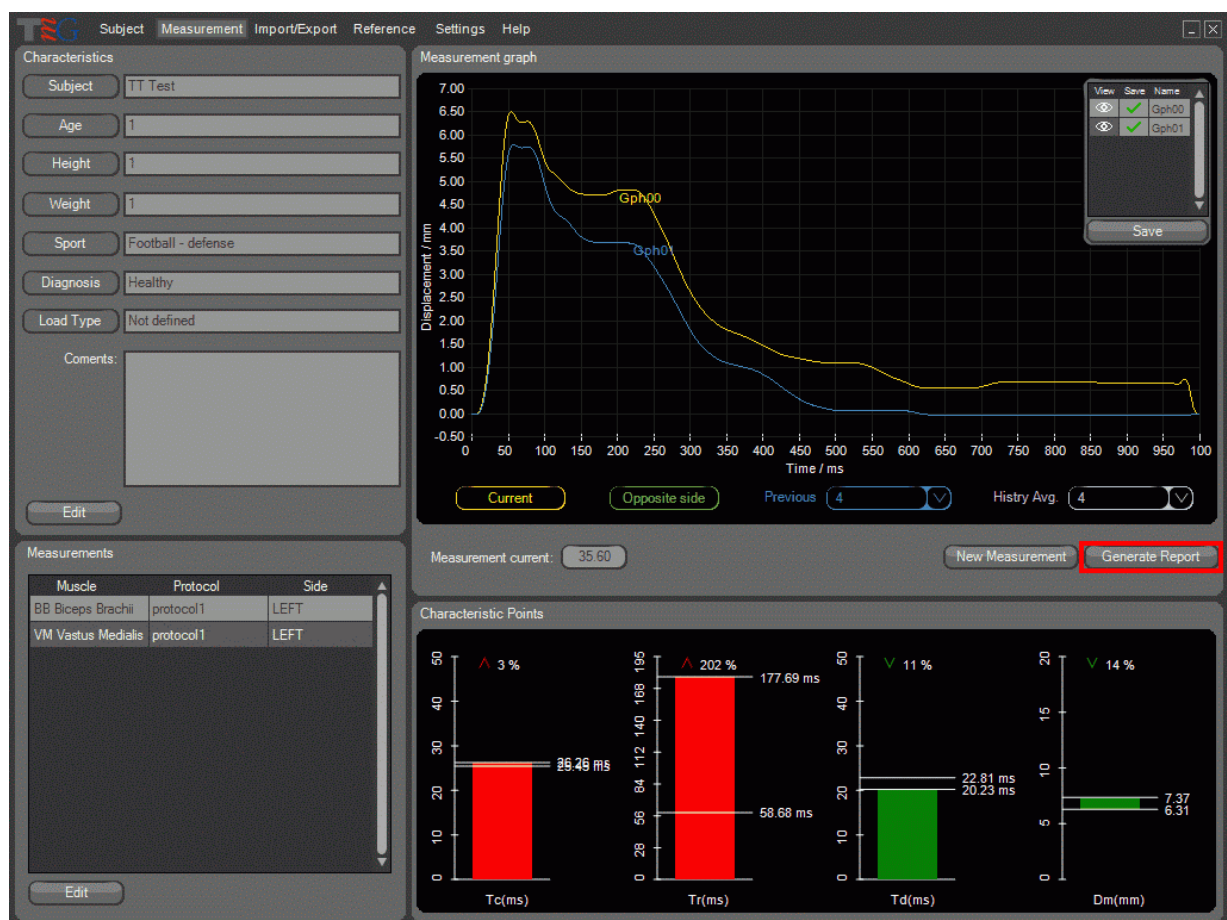 TMG Subject Measurement Import/Export Reference Settings Help
Characteristics
Subject TT Test
Age 1
Height 1
Weight 1
Sport Football - defense
Diagnosis Healthy
Load Type Not defined
Coments:
Edit
Measurements
Muscle Protocol Side
BB Biceps Brachii protocol1 LEFT
VM Vastus Medialis protocol1 LEFT
Edit
Measurement graph
View Save Name
Gph00
Gph01
Save
Displacement / mm
7.00
6.50
6.00
5.50
5.00
4.50
4.00
3.50
3.00
2.50
2.00
1.50
1.00
0.50
0.00
-0.50
Gph00
Gph01
0 50 100 150 200 250 300 350 400 450 500 550 600 650 700 750 800 850 900 950 100
Time / ms
Current Opposite side Previous 4 Histry Avg. 4
Measurement current: 35.60 New Measurement Generate Report
Characteristic Points
50
40
30
20
10
0
3 %
26.26 ms
25.45 ms
Tc(ms)
195
168
140
112
84
56
28
0
202 %
177.69 ms
58.68 ms
Tr(ms)
50
40
30
20
10
0
11 %
22.81 ms
20.23 ms
Td(ms)
20
15
10
5
0
14 %
7.37
6.31
Dm(mm)